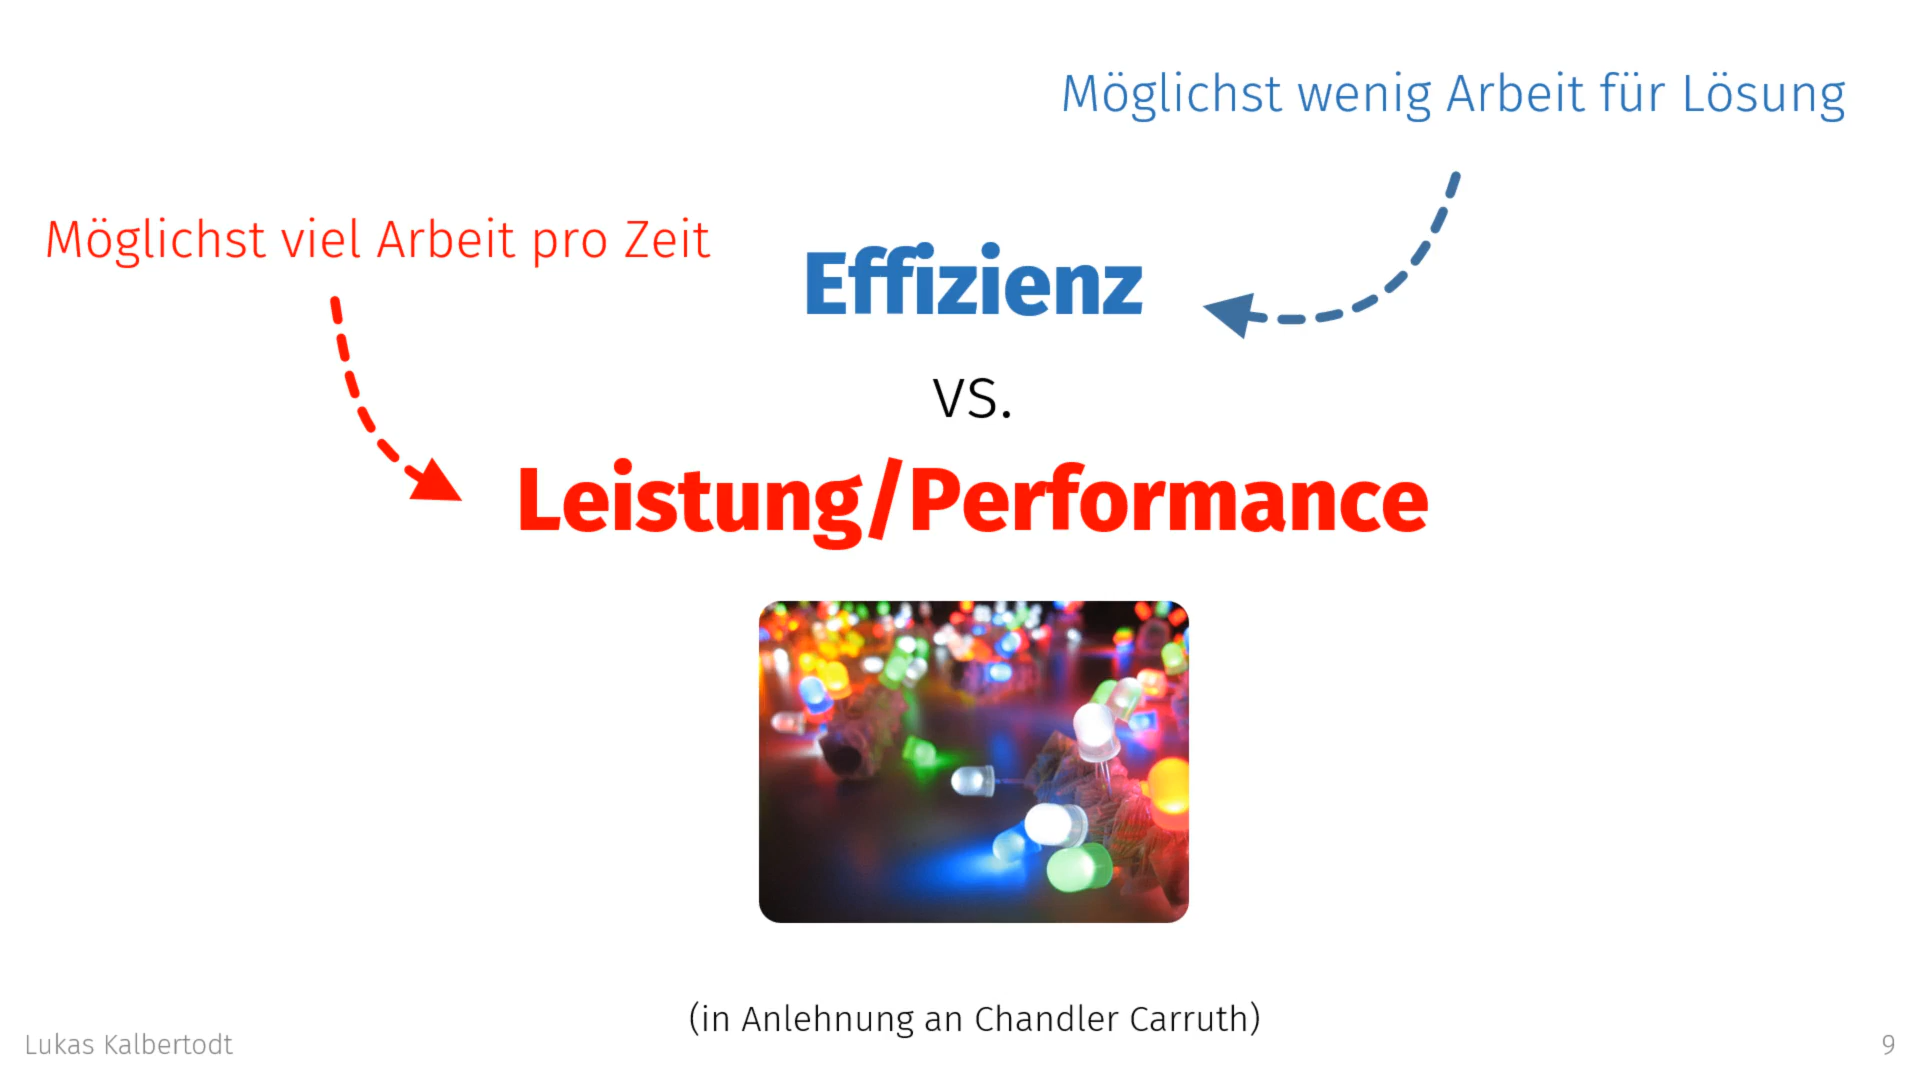 Möglichst wenig Arbeit für Lösung
Möglichst viel Arbeit pro Zeit
Effizienz
vs.
Leistung/Performance
(in Anlehnung an Chandler Carruth)
Lukas Kalbertodt
9